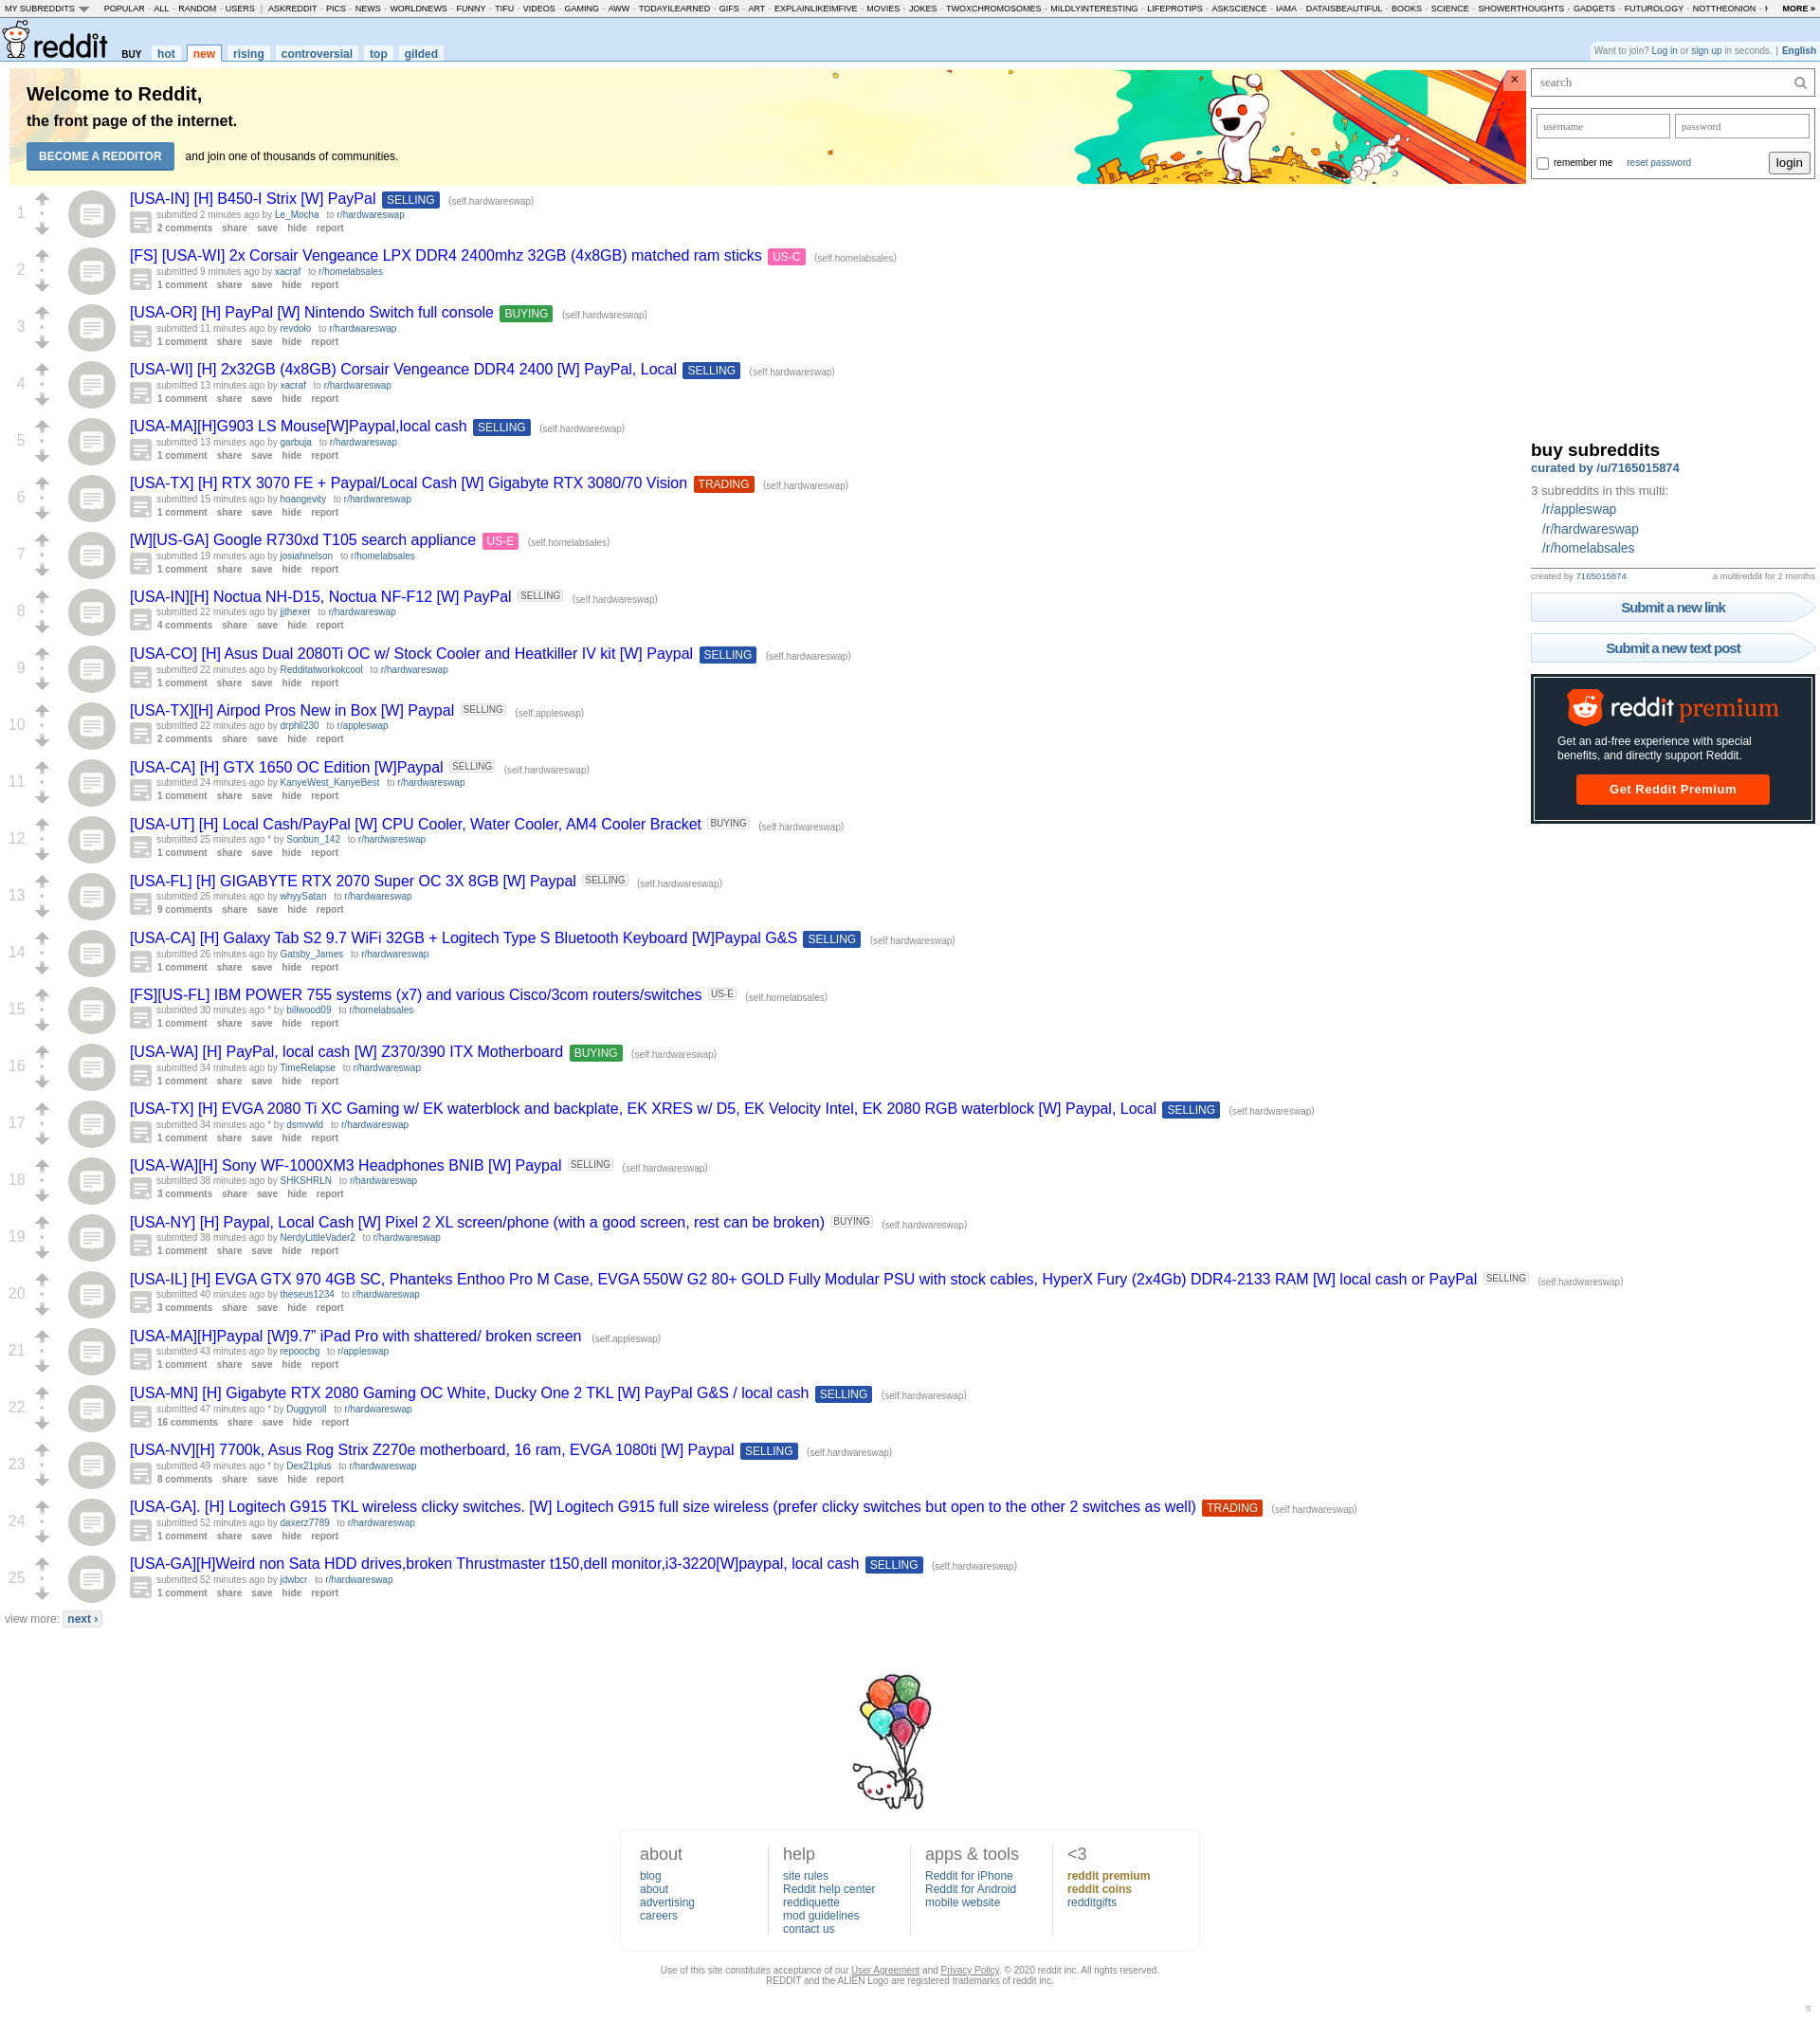 MY SUBREDDITS POPULAR - ALL - RANDOM - USERS | ASKREDDIT - PICS - NEWS - WORLDNEWS - FUNNY - TIFU - VIDEOS - GAMING - AWW - TODAYILEARNED - GIFS - ART - EXPLAINLIKEIMFIVE - MOVIES - JOKES - TWOXCHROMOSOMES - MILDLYINTERESTING - LIFEPROTIPS - ASKSCIENCE - IAMA - DATAISBEAUTIFUL - BOOKS - SCIENCE - SHOWERTHOUGHTS - GADGETS - FUTUROLOGY - NOTTHEONION - MORE »
reddit BUY hot new rising controversial top gilded
Want to join? Log in or sign up in seconds. | English
Welcome to Reddit,
the front page of the internet.
BECOME A REDDITOR and join one of thousands of communities.
×
search
username password
remember me reset password login
1 [USA-IN] [H] B450-I Strix [W] PayPal SELLING (self.hardwareswap)
submitted 2 minutes ago by Le_Mocha to r/hardwareswap
2 comments share save hide report
2 [FS] [USA-WI] 2x Corsair Vengeance LPX DDR4 2400mhz 32GB (4x8GB) matched ram sticks US-C (self.homelabsales)
submitted 9 minutes ago by xacraf to r/homelabsales
1 comment share save hide report
3 [USA-OR] [H] PayPal [W] Nintendo Switch full console BUYING (self.hardwareswap)
submitted 11 minutes ago by revdolo to r/hardwareswap
1 comment share save hide report
4 [USA-WI] [H] 2x32GB (4x8GB) Corsair Vengeance DDR4 2400 [W] PayPal, Local SELLING (self.hardwareswap)
submitted 13 minutes ago by xacraf to r/hardwareswap
1 comment share save hide report
5 [USA-MA][H]G903 LS Mouse[W]Paypal,local cash SELLING (self.hardwareswap)
submitted 13 minutes ago by garbuja to r/hardwareswap
1 comment share save hide report
6 [USA-TX] [H] RTX 3070 FE + Paypal/Local Cash [W] Gigabyte RTX 3080/70 Vision TRADING (self.hardwareswap)
submitted 15 minutes ago by hoangevity to r/hardwareswap
1 comment share save hide report
7 [W][US-GA] Google R730xd T105 search appliance US-E (self.homelabsales)
submitted 19 minutes ago by josiahnelson to r/homelabsales
1 comment share save hide report
8 [USA-IN][H] Noctua NH-D15, Noctua NF-F12 [W] PayPal SELLING (self.hardwareswap)
submitted 22 minutes ago by jjthexer to r/hardwareswap
4 comments share save hide report
9 [USA-CO] [H] Asus Dual 2080Ti OC w/ Stock Cooler and Heatkiller IV kit [W] Paypal SELLING (self.hardwareswap)
submitted 22 minutes ago by Redditatworkokcool to r/hardwareswap
1 comment share save hide report
10 [USA-TX][H] Airpod Pros New in Box [W] Paypal SELLING (self.appleswap)
submitted 22 minutes ago by drphil230 to r/appleswap
2 comments share save hide report
11 [USA-CA] [H] GTX 1650 OC Edition [W]Paypal SELLING (self.hardwareswap)
submitted 24 minutes ago by KanyeWest_KanyeBest to r/hardwareswap
1 comment share save hide report
12 [USA-UT] [H] Local Cash/PayPal [W] CPU Cooler, Water Cooler, AM4 Cooler Bracket BUYING (self.hardwareswap)
submitted 25 minutes ago * by Sonbun_142 to r/hardwareswap
1 comment share save hide report
13 [USA-FL] [H] GIGABYTE RTX 2070 Super OC 3X 8GB [W] Paypal SELLING (self.hardwareswap)
submitted 26 minutes ago by whyySatan to r/hardwareswap
9 comments share save hide report
14 [USA-CA] [H] Galaxy Tab S2 9.7 WiFi 32GB + Logitech Type S Bluetooth Keyboard [W]Paypal G&S SELLING (self.hardwareswap)
submitted 26 minutes ago by Gatsby_James to r/hardwareswap
1 comment share save hide report
15 [FS][US-FL] IBM POWER 755 systems (x7) and various Cisco/3com routers/switches US-E (self.homelabsales)
submitted 30 minutes ago * by billwood09 to r/homelabsales
1 comment share save hide report
16 [USA-WA] [H] PayPal, local cash [W] Z370/390 ITX Motherboard BUYING (self.hardwareswap)
submitted 34 minutes ago by TimeRelapse to r/hardwareswap
1 comment share save hide report
17 [USA-TX] [H] EVGA 2080 Ti XC Gaming w/ EK waterblock and backplate, EK XRES w/ D5, EK Velocity Intel, EK 2080 RGB waterblock [W] Paypal, Local SELLING (self.hardwareswap)
submitted 34 minutes ago * by dsmvwld to r/hardwareswap
1 comment share save hide report
18 [USA-WA][H] Sony WF-1000XM3 Headphones BNIB [W] Paypal SELLING (self.hardwareswap)
submitted 38 minutes ago by SHKSHRLN to r/hardwareswap
3 comments share save hide report
19 [USA-NY] [H] Paypal, Local Cash [W] Pixel 2 XL screen/phone (with a good screen, rest can be broken) BUYING (self.hardwareswap)
submitted 38 minutes ago by NerdyLittleVader2 to r/hardwareswap
1 comment share save hide report
20 [USA-IL] [H] EVGA GTX 970 4GB SC, Phanteks Enthoo Pro M Case, EVGA 550W G2 80+ GOLD Fully Modular PSU with stock cables, HyperX Fury (2x4Gb) DDR4-2133 RAM [W] local cash or PayPal SELLING (self.hardwareswap)
submitted 40 minutes ago by theseus1234 to r/hardwareswap
3 comments share save hide report
21 [USA-MA][H]Paypal [W]9.7” iPad Pro with shattered/ broken screen (self.appleswap)
submitted 43 minutes ago by repoocbg to r/appleswap
1 comment share save hide report
22 [USA-MN] [H] Gigabyte RTX 2080 Gaming OC White, Ducky One 2 TKL [W] PayPal G&S / local cash SELLING (self.hardwareswap)
submitted 47 minutes ago * by Duggyroll to r/hardwareswap
16 comments share save hide report
23 [USA-NV][H] 7700k, Asus Rog Strix Z270e motherboard, 16 ram, EVGA 1080ti [W] Paypal SELLING (self.hardwareswap)
submitted 49 minutes ago * by Dex21plus to r/hardwareswap
8 comments share save hide report
24 [USA-GA]. [H] Logitech G915 TKL wireless clicky switches. [W] Logitech G915 full size wireless (prefer clicky switches but open to the other 2 switches as well) TRADING (self.hardwareswap)
submitted 52 minutes ago by daxerz7789 to r/hardwareswap
1 comment share save hide report
25 [USA-GA][H]Weird non Sata HDD drives,broken Thrustmaster t150,dell monitor,i3-3220[W]paypal, local cash SELLING (self.hardwareswap)
submitted 52 minutes ago by jdwbcr to r/hardwareswap
1 comment share save hide report
view more: next ›
buy subreddits
curated by /u/7165015874
3 subreddits in this multi:
/r/appleswap
/r/hardwareswap
/r/homelabsales
created by 7165015874 a multireddit for 2 months
Submit a new link
Submit a new text post
reddit premium
Get an ad-free experience with special
benefits, and directly support Reddit.
Get Reddit Premium
about
blog
about
advertising
careers
help
site rules
Reddit help center
reddiquette
mod guidelines
contact us
apps & tools
Reddit for iPhone
Reddit for Android
mobile website
<3
reddit premium
reddit coins
redditgifts
Use of this site constitutes acceptance of our User Agreement and Privacy Policy. © 2020 reddit inc. All rights reserved.
REDDIT and the ALIEN Logo are registered trademarks of reddit inc.
π